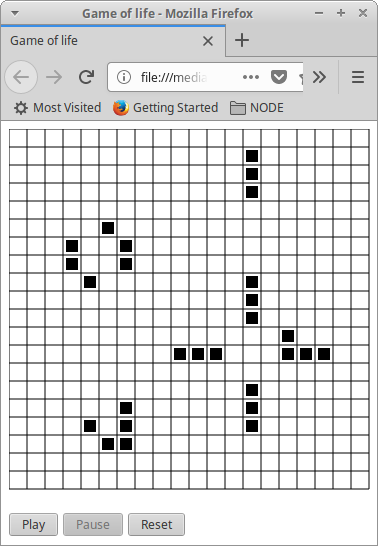 Game of life - Mozilla Firefox
Game of life
file:///media
Most Visited Getting Started NODE
Play Pause Reset